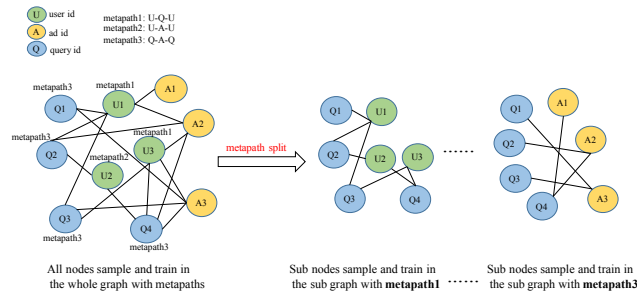 U user id
A ad id
Q query id
metapath1: U-Q-U
metapath2: U-A-U
metapath3: Q-A-Q
metapath3
metapath1
A1
Q1
U1
A2
metapath3
metapath1
Q2
U3
metapath2
U2
A3
Q3
Q4
metapath3
metapath3
metapath split
Q1
U1
Q2
U2
U3
Q3
Q4
......
Q1
A1
Q2
A2
Q3
Q4
A3
All nodes sample and train in
the whole graph with metapaths
Sub nodes sample and train in
the sub graph with metapath1
......
Sub nodes sample and train in
the sub graph with metapath3